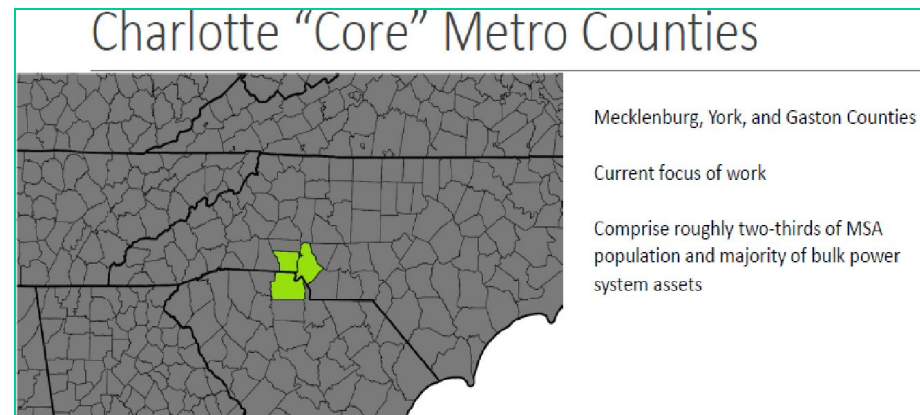 Charlotte “Core” Metro Counties
Mecklenburg, York, and Gaston Counties
Current focus of work
Comprise roughly two-thirds of MSA
population and majority of bulk power
system assets